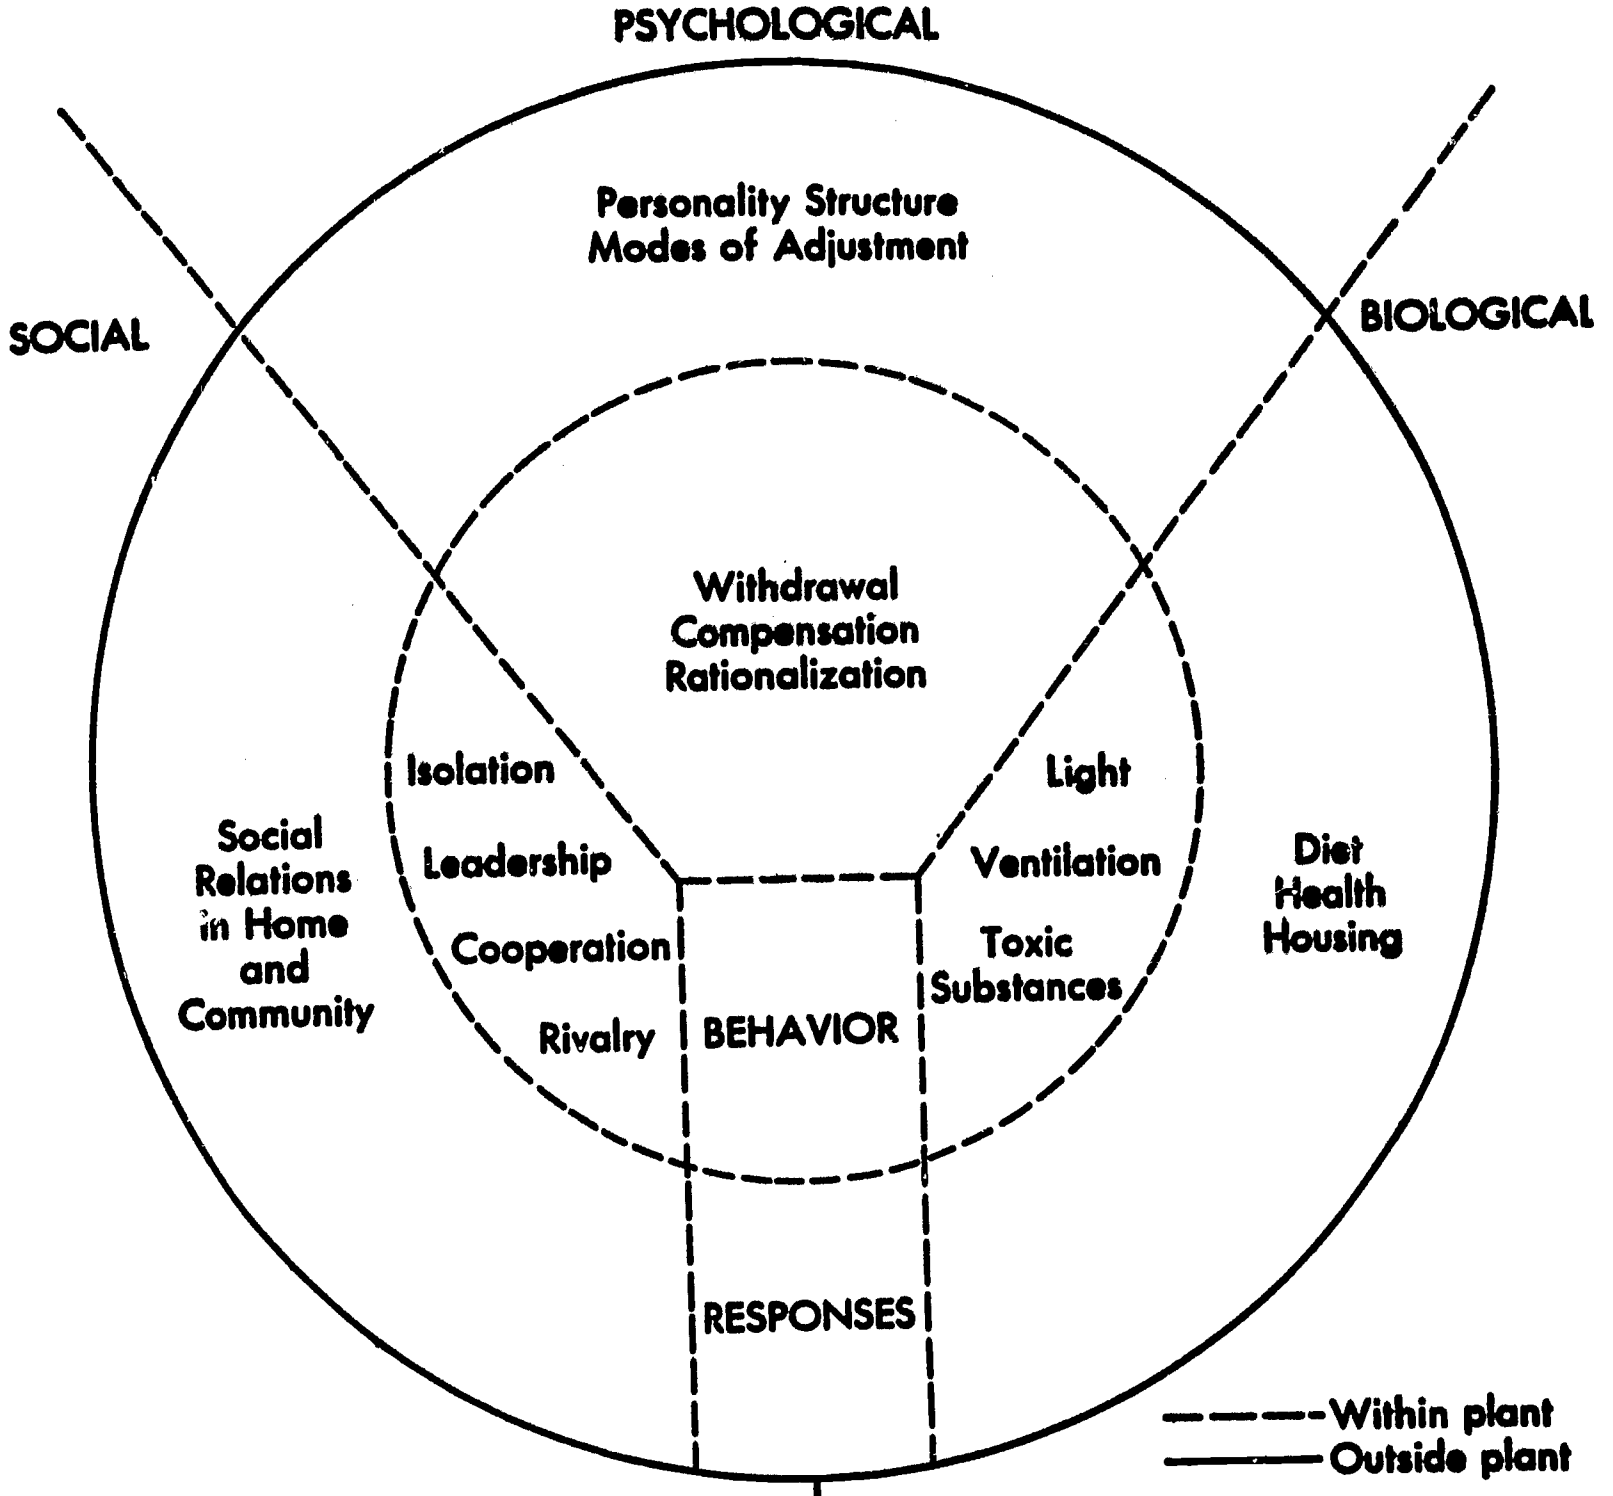 PSYCHOLOGICAL
Personality Structure
Modes of Adjustment
SOCIAL
BIOLOGICAL
Withdrawal
Compensation
Rationalization
Isolation
Leadership
Cooperation
Rivalry
Light
Ventilation
Toxic
Substances
Social
Relations
in Home
and
Community
Diet
Health
Housing
BEHAVIOR
RESPONSES
Within plant
Outside plant